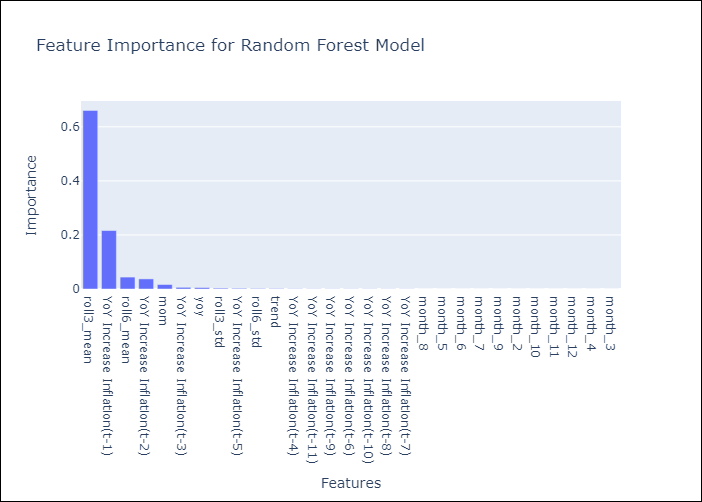 Feature Importance for Random Forest Model
Importance
0.6
0.4
0.2
0
roll3_mean
YoY Increase Inflation(t-1)
roll6_mean
YoY Increase Inflation(t-2)
mom
YoY Increase Inflation(t-3)
yoy
roll3_std
YoY Increase Inflation(t-5)
roll6_std
trend
YoY Increase Inflation(t-4)
YoY Increase Inflation(t-11)
YoY Increase Inflation(t-9)
YoY Increase Inflation(t-6)
YoY Increase Inflation(t-10)
YoY Increase Inflation(t-8)
YoY Increase Inflation(t-7)
month_8
month_5
month_6
month_7
month_9
month_2
month_10
month_11
month_12
month_4
month_3
Features